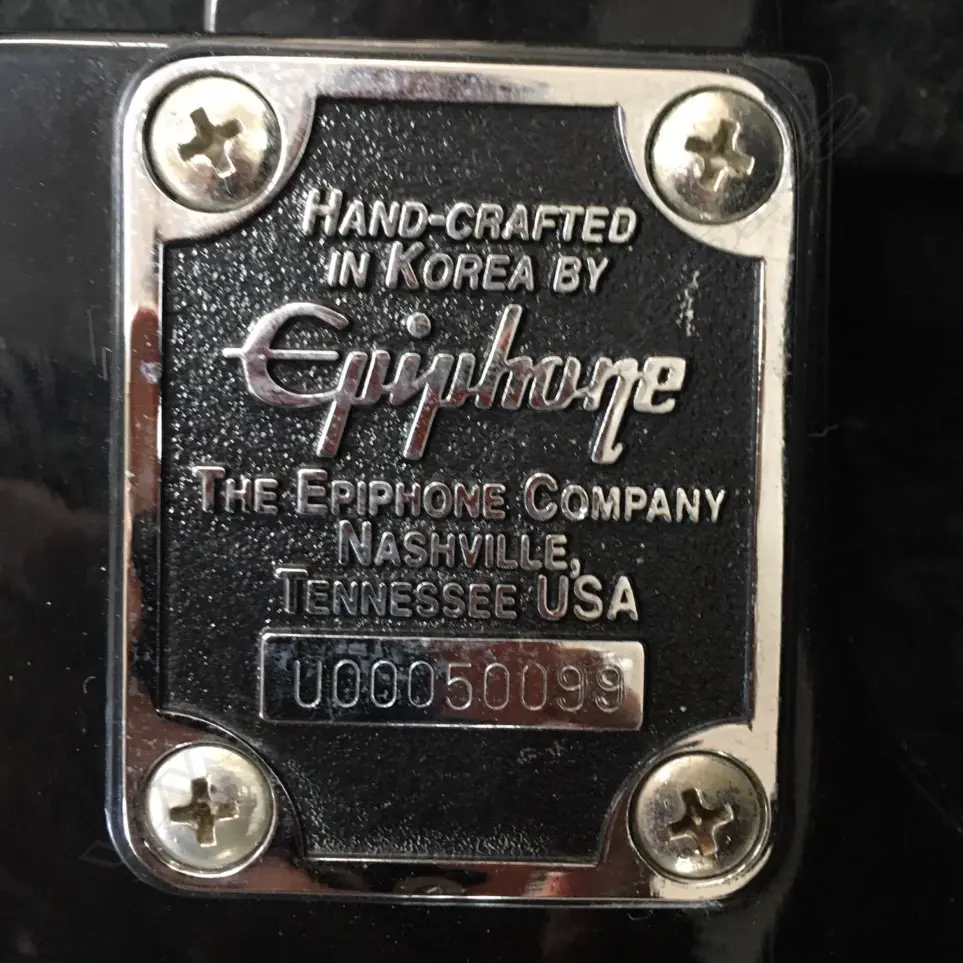 HAND-CRAFTED
IN KOREA BY
Epiphone
THE EPIPHONE COMPANY
NASHVILLE,
TENNESSEE USA
U00050099